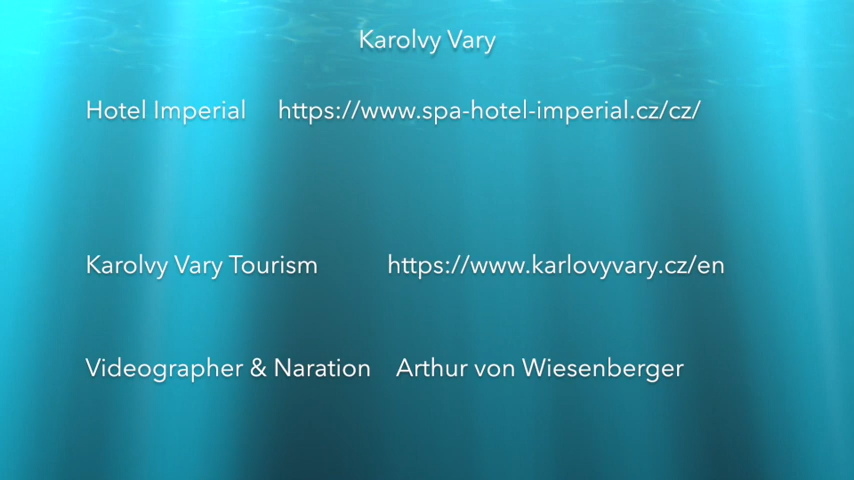 Karolvy Vary
Hotel Imperial https://www.spa-hotel-imperial.cz/cz/
Karolvy Vary Tourism https://www.karlovyvary.cz/en
Videographer & Naration Arthur von Wiesenberger